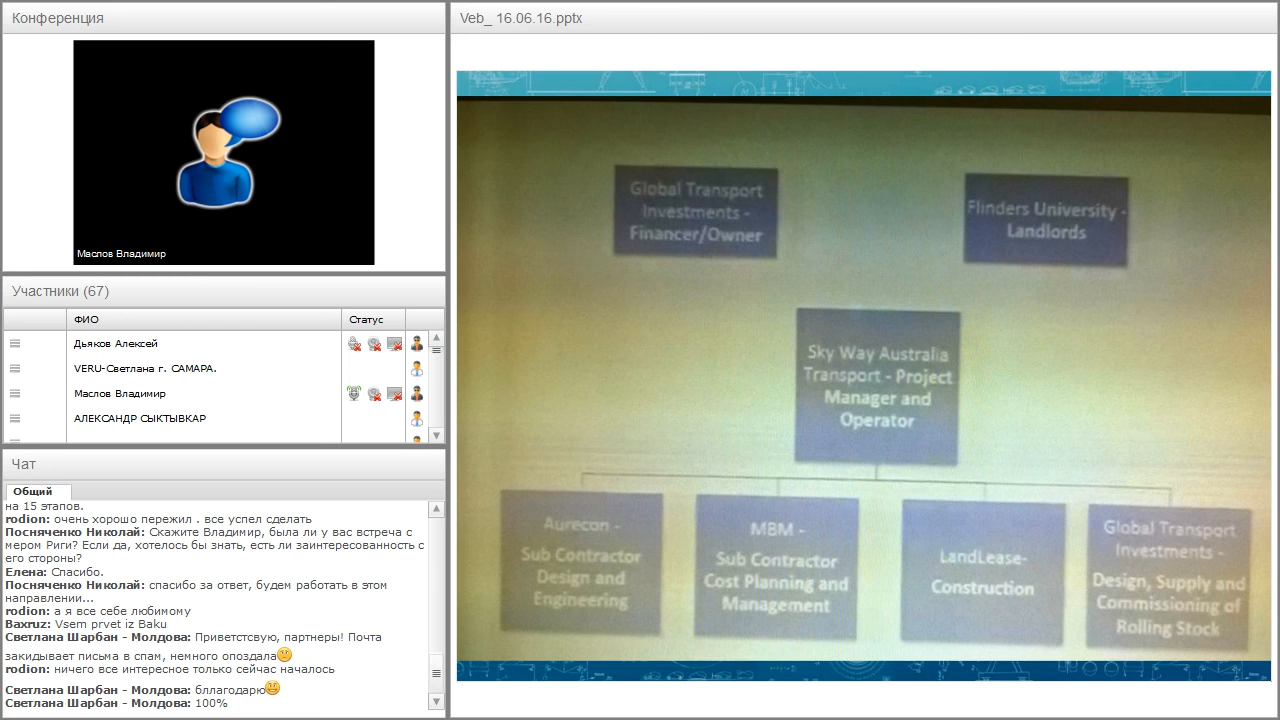 Конференция
Маслов Владимир
Участники (67)
ФИО
Статус
Дьяков Алексей
VERU-Светлана г. САМАРА.
Маслов Владимир
АЛЕКСАНДР СЫКТЫВКАР
Чат
Общий
на 15 этапов.
rodion: очень хорошо пережил . все успел сделать
Посняченко Николай: Скажите Владимир, была ли у вас встреча с
мером Риги? Если да, хотелось бы знать, есть ли заинтересованность с
его стороны?
Елена: Спасибо.
Посняченко Николай: спасибо за ответ, будем работать в этом
направлении...
rodion: а я все себе любимому
Baxruz: Vsem prvet iz Baku
Светлана Шарбан - Молдова: Приветстсвую, партнеры! Почта
закидывает письма в спам, немного опоздала
rodion: ничего все интересное только сейчас началось
Светлана Шарбан - Молдова: бллагодарю
Светлана Шарбан - Молдова: 100%
Veb_ 16.06.16.pptx
Global Transport
Investments -
Financer/Owner
Flinders University -
Landlords
Sky Way Australia
Transport - Project
Manager and
Operator
Aurecon -
Sub Contractor
Design and
Engineering
MBM -
Sub Contractor
Cost Planning and
Management
LandLease-
Construction
Global Transport
Investments -
Design, Supply and
Commissioning of
Rolling Stock